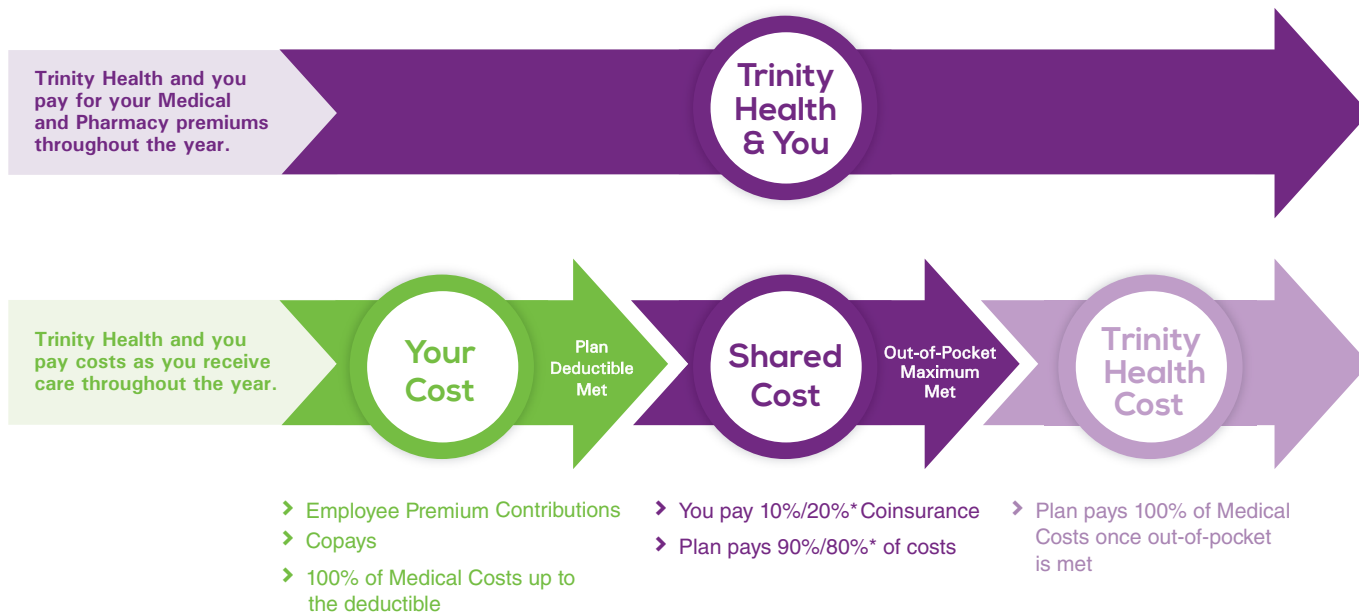 Trinity Health and you
pay for your Medical
and Pharmacy premiums
throughout the year.
Trinity
Health
& You
Trinity Health and you
pay costs as you receive
care throughout the year.
Your
Cost
Plan
Deductible
Met
Shared
Cost
Out-of-Pocket
Maximum
Met
Trinity
Health
Cost
> Employee Premium Contributions
> Copays
> 100% of Medical Costs up to
the deductible
> You pay 10%/20%* Coinsurance
> Plan pays 90%/80%* of costs
> Plan pays 100% of Medical
Costs once out-of-pocket
is met